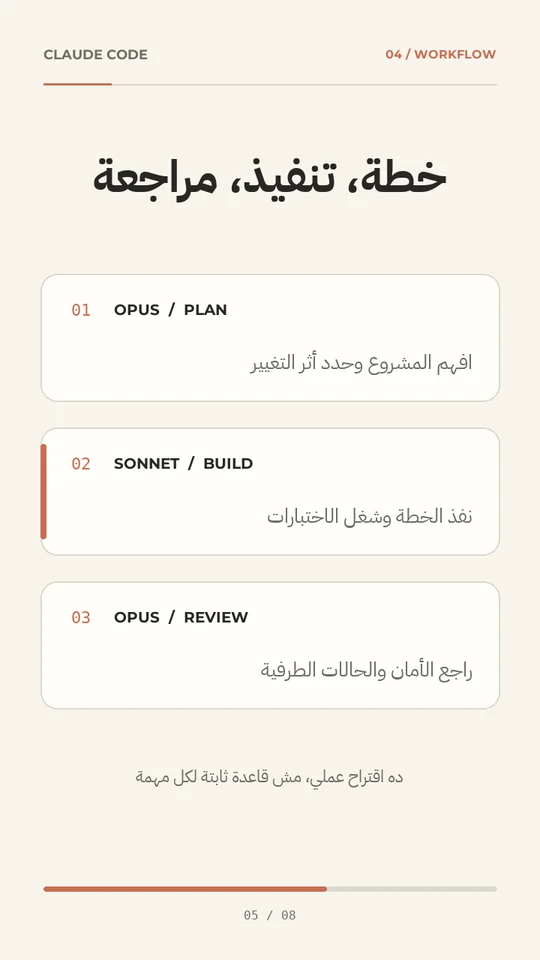 CLAUDE CODE
04 / WORKFLOW
خطة، تنفيذ، مراجعة
01 OPUS / PLAN
افهم المشروع وحدد أثر التغيير
02 SONNET / BUILD
نفذ الخطة وشغل الاختبارات
03 OPUS / REVIEW
راجع الأمان والحالات الطرفية
ده اقتراح عملي، مش قاعدة ثابتة لكل مهمة
05 / 08